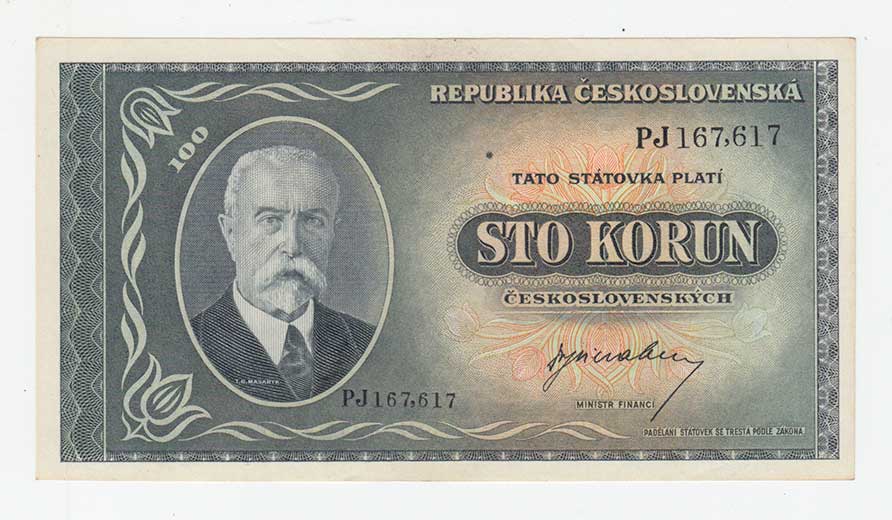 REPUBLIKA ČESKOSLOVENSKÁ
100
PJ 167,617
TATO STÁTOVKA PLATÍ
STO KORUN
ČESKOSLOVENSKÝCH
T.G. MASARYK
PJ 167,617
MINISTR FINANCÍ
PADĚLÁNÍ STÁTOVEK SE TRESTÁ PODLE ZÁKONA